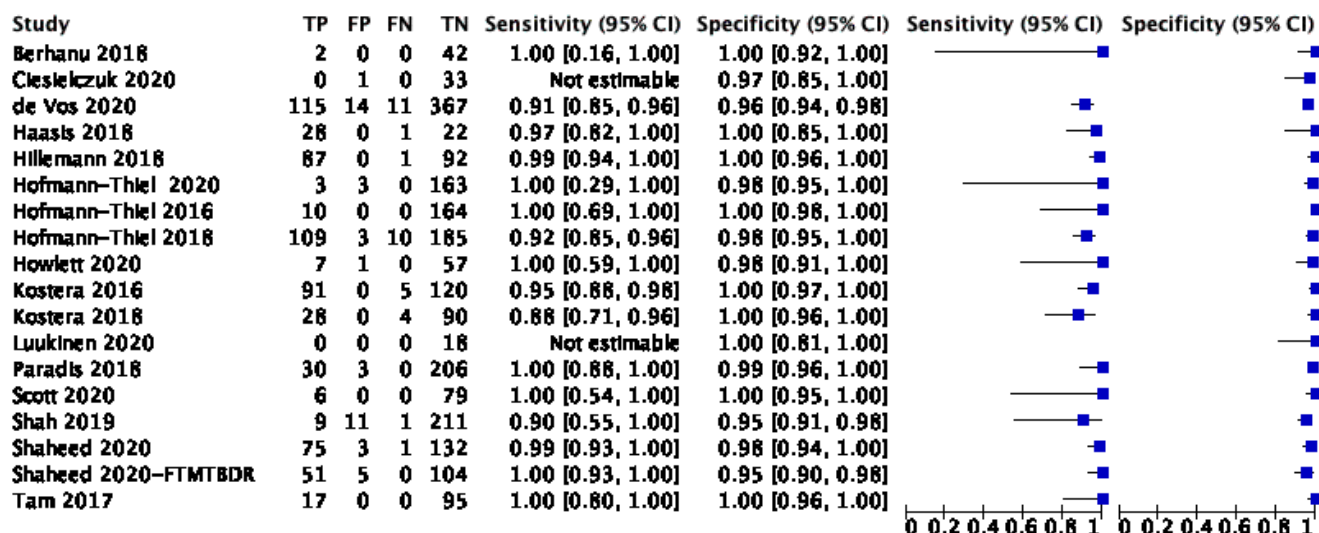 Study TP FP FN TN Sensitivity (95% CI) Specificity (95% CI) Sensitivity (95% CI) Specificity (95% CI)
Berhanu 2018 2 0 0 42 1.00 [0.16, 1.00] 1.00 [0.92, 1.00]
Ciesielczuk 2020 0 1 0 33 Not estimable 0.97 [0.85, 1.00]
de Vos 2020 115 14 11 367 0.91 [0.85, 0.96] 0.96 [0.94, 0.98]
Haasis 2018 28 0 1 22 0.97 [0.82, 1.00] 1.00 [0.85, 1.00]
Hillemann 2018 87 0 1 92 0.99 [0.94, 1.00] 1.00 [0.96, 1.00]
Hofmann-Thiel 2020 3 3 0 163 1.00 [0.29, 1.00] 0.98 [0.95, 1.00]
Hofmann-Thiel 2016 10 0 0 164 1.00 [0.69, 1.00] 1.00 [0.98, 1.00]
Hofmann-Thiel 2018 109 3 10 185 0.92 [0.85, 0.96] 0.98 [0.95, 1.00]
Howlett 2020 7 1 0 57 1.00 [0.59, 1.00] 0.98 [0.91, 1.00]
Kostera 2016 91 0 5 120 0.95 [0.88, 0.98] 1.00 [0.97, 1.00]
Kostera 2018 28 0 4 90 0.88 [0.71, 0.96] 1.00 [0.96, 1.00]
Luukinen 2020 0 0 0 18 Not estimable 1.00 [0.81, 1.00]
Paradis 2018 30 3 0 206 1.00 [0.88, 1.00] 0.99 [0.96, 1.00]
Scott 2020 6 0 0 79 1.00 [0.54, 1.00] 1.00 [0.95, 1.00]
Shah 2019 9 11 1 211 0.90 [0.55, 1.00] 0.95 [0.91, 0.98]
Shaheed 2020 75 3 1 132 0.99 [0.93, 1.00] 0.98 [0.94, 1.00]
Shaheed 2020-FTMTBDR 51 5 0 104 1.00 [0.93, 1.00] 0.95 [0.90, 0.98]
Tam 2017 17 0 0 95 1.00 [0.80, 1.00] 1.00 [0.96, 1.00]
0 0.2 0.4 0.6 0.8 1 0 0.2 0.4 0.6 0.8 1